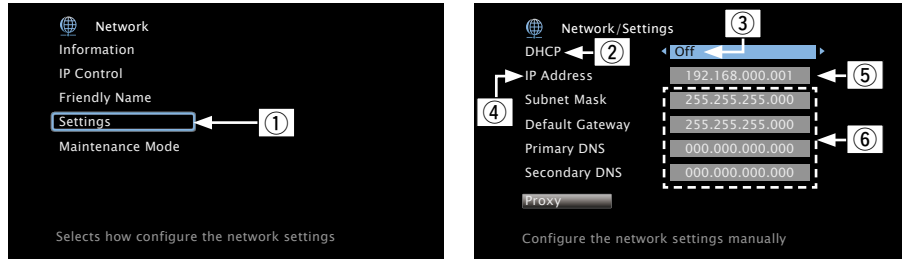 Network
Information
IP Control
Friendly Name
Settings
①
Maintenance Mode
Selects how configure the network settings
Network/Settings
③
DHCP
②
Off
④
IP Address
192.168.000.001
⑤
Subnet Mask
255.255.255.000
Default Gateway
255.255.255.000
⑥
Primary DNS
000.000.000.000
Secondary DNS
000.000.000.000
Proxy
Configure the network settings manually